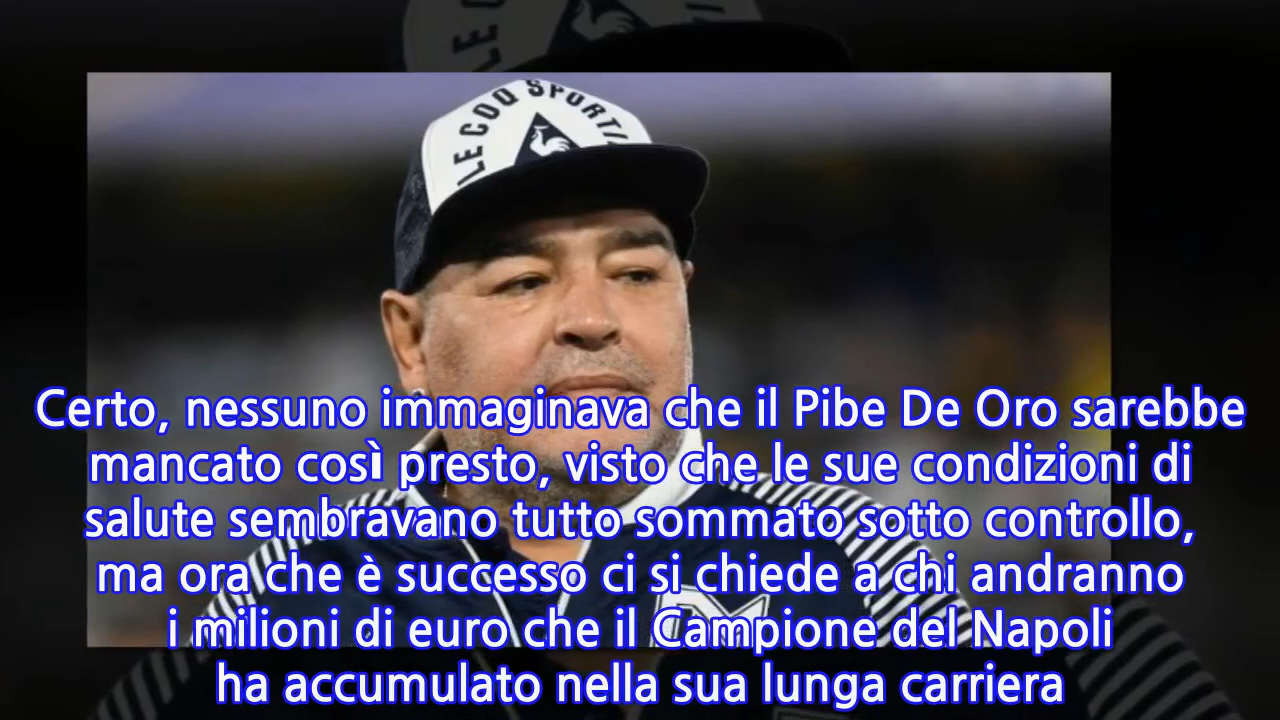 LE COQ SPORTI
Certo, nessuno immaginava che il Pibe De Oro sarebbe
mancato così presto, visto che le sue condizioni di
salute sembravano tutto sommato sotto controllo,
ma ora che è successo ci si chiede a chi andranno
i milioni di euro che il Campione del Napoli
ha accumulato nella sua lunga carriera